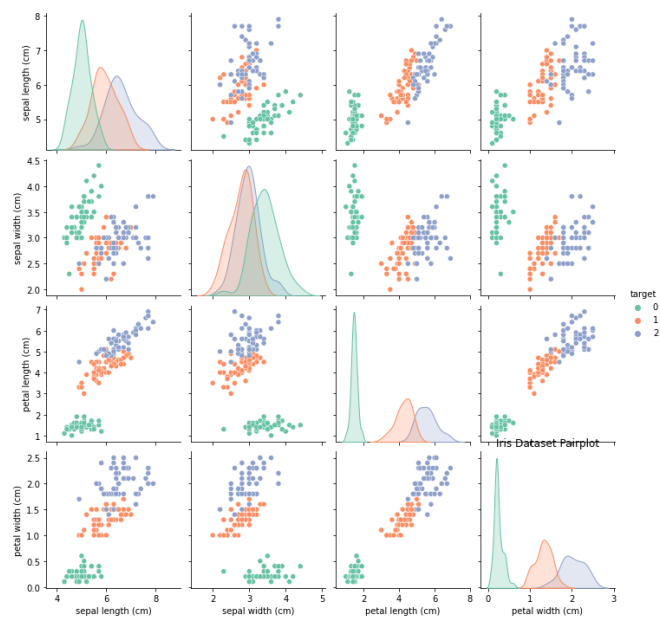 sepal length (cm)
8
7
6
5
sepal width (cm)
4.5
4.0
3.5
3.0
2.5
2.0
target
0
1
2
petal length (cm)
7
6
5
4
3
2
1
Iris Dataset Pairplot
petal width (cm)
2.5
2.0
1.5
1.0
0.5
0.0
4 6 8
sepal length (cm)
2 3 4 5
sepal width (cm)
2 4 6 8
petal length (cm)
0 1 2 3
petal width (cm)